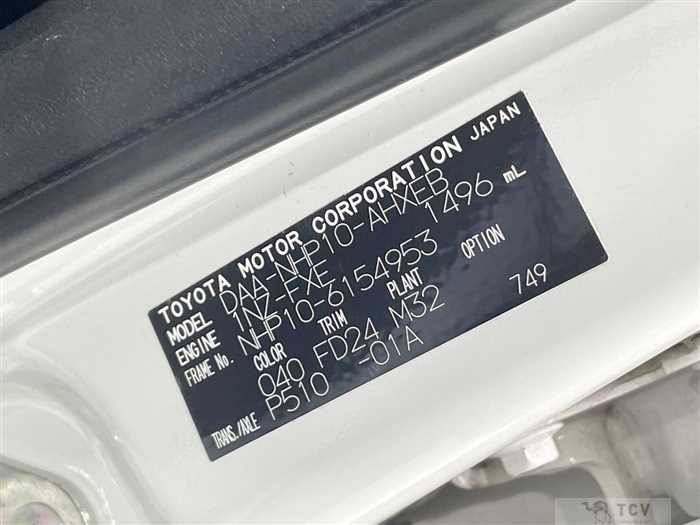 TOYOTA MOTOR CORPORATION JAPAN
MODEL DAA-NHP10-AHXEB
ENGINE 1NZ-FXE 1496 mL
FRAME No. NHP10-6154953
COLOR TRIM PLANT OPTION
040 FD24 M32 749
TRANS./AXLE P510 -01A
TCV